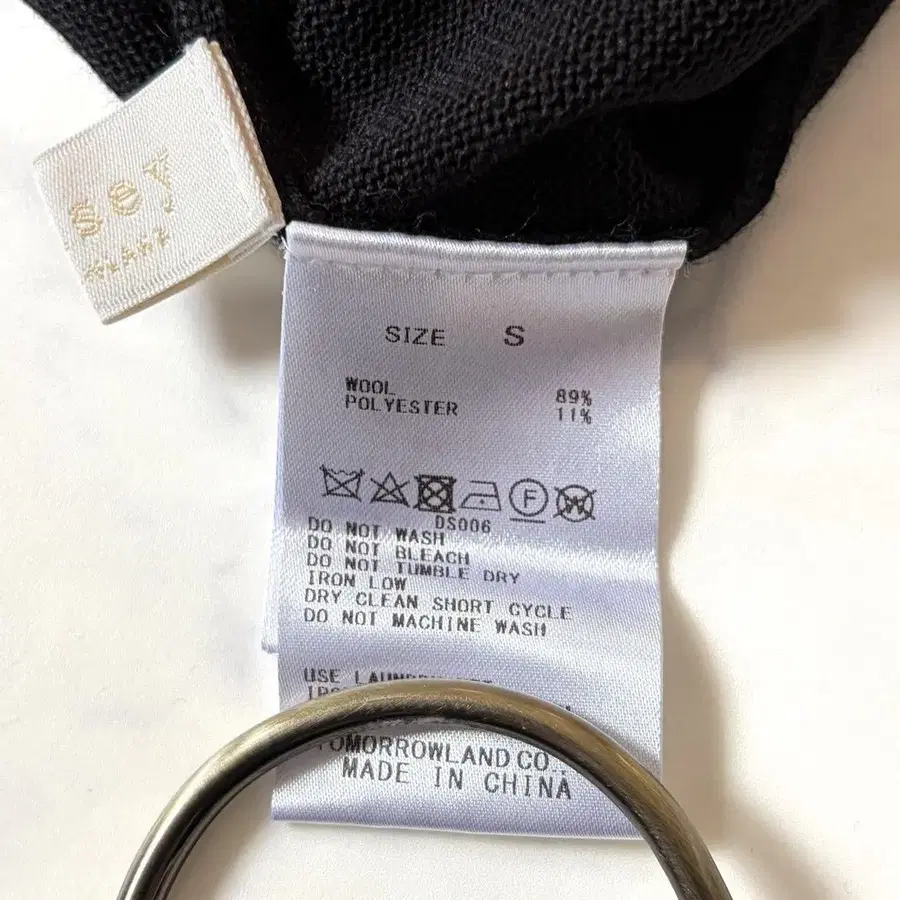 sey
SIZE S
WOOL 89%
POLYESTER 11%
F W
DS006
DO NOT WASH
DO NOT BLEACH
DO NOT TUMBLE DRY
IRON LOW
DRY CLEAN SHORT CYCLE
DO NOT MACHINE WASH
USE
TOMORROWLAND CO.
MADE IN CHINA